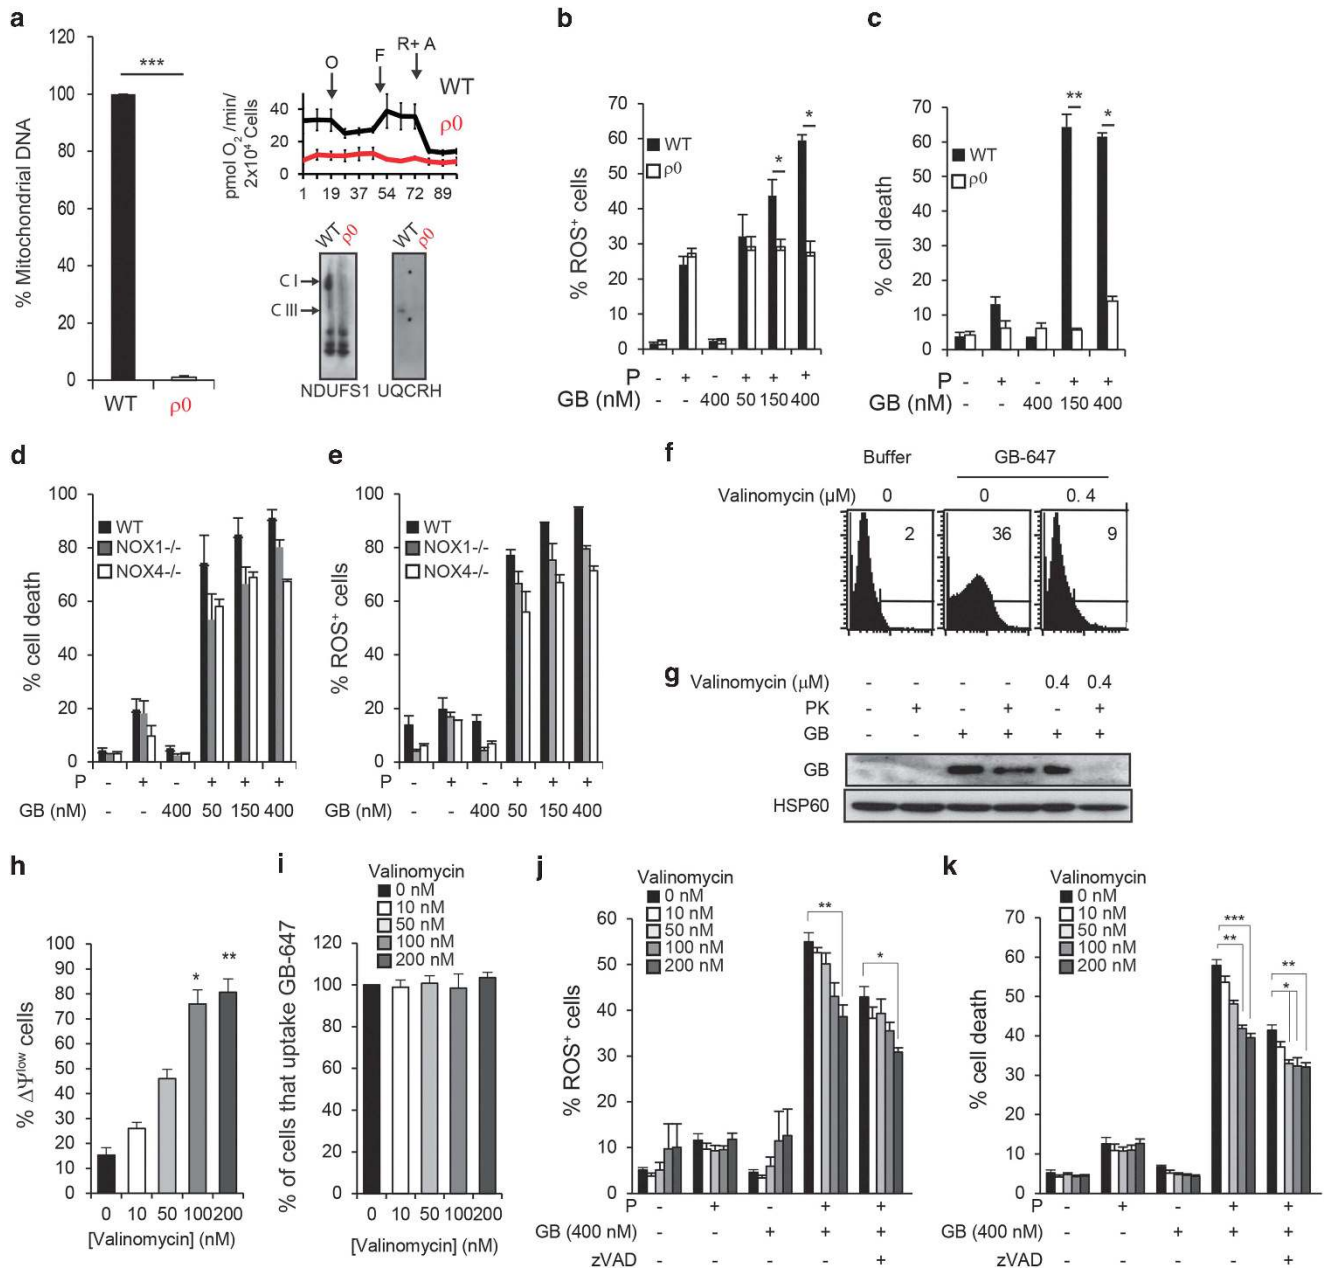 a
120
100
80
60
40
20
0
% Mitochondrial DNA
***
WT
ρ0
O
F
R+ A
WT
ρ0
40
20
0
pmol O2 /min/
2x10⁴ Cells
1 19 37 54 72 89
WT ρ0
WT ρ0
C I
C III
NDUFS1 UQCRH
b
70
60
50
40
30
20
10
0
% ROS+ cells
WT
ρ0
*
*
P - + - + + +
GB (nM) - - 400 50 150 400
c
70
60
50
40
30
20
10
0
% cell death
WT
ρ0
**
*
P - + - + +
GB (nM) - - 400 150 400
d
100
80
60
40
20
0
% cell death
WT
NOX1-/-
NOX4-/-
P - + - + + +
GB (nM) - - 400 50 150 400
e
100
80
60
40
20
0
% ROS+ cells
WT
NOX1-/-
NOX4-/-
P - + - + + +
GB (nM) - - 400 50 150 400
f
Buffer GB-647
Valinomycin (µM) 0 0 0.4
2 36 9
g
Valinomycin (µM) - - - - 0.4 0.4
PK - + - + - +
GB - - + + + +
GB
HSP60
h
100
90
80
70
60
50
40
30
20
10
0
% ΔΨlow cells
*
**
0 10 50 100 200
[Valinomycin] (nM)
i
Valinomycin
0 nM
10 nM
50 nM
100 nM
200 nM
120
100
80
60
40
20
0
% of cells that uptake GB-647
0 10 50 100 200
[Valinomycin] (nM)
j
Valinomycin
0 nM
10 nM
50 nM
100 nM
200 nM
60
50
40
30
20
10
0
% ROS+ cells
**
*
P - + - + +
GB (400 nM) - - + + +
zVAD - - - - +
k
Valinomycin
0 nM
10 nM
50 nM
100 nM
200 nM
70
60
50
40
30
20
10
0
% cell death
***
**
**
*
P - + - + +
GB (400 nM) - - + + +
zVAD - - - - +